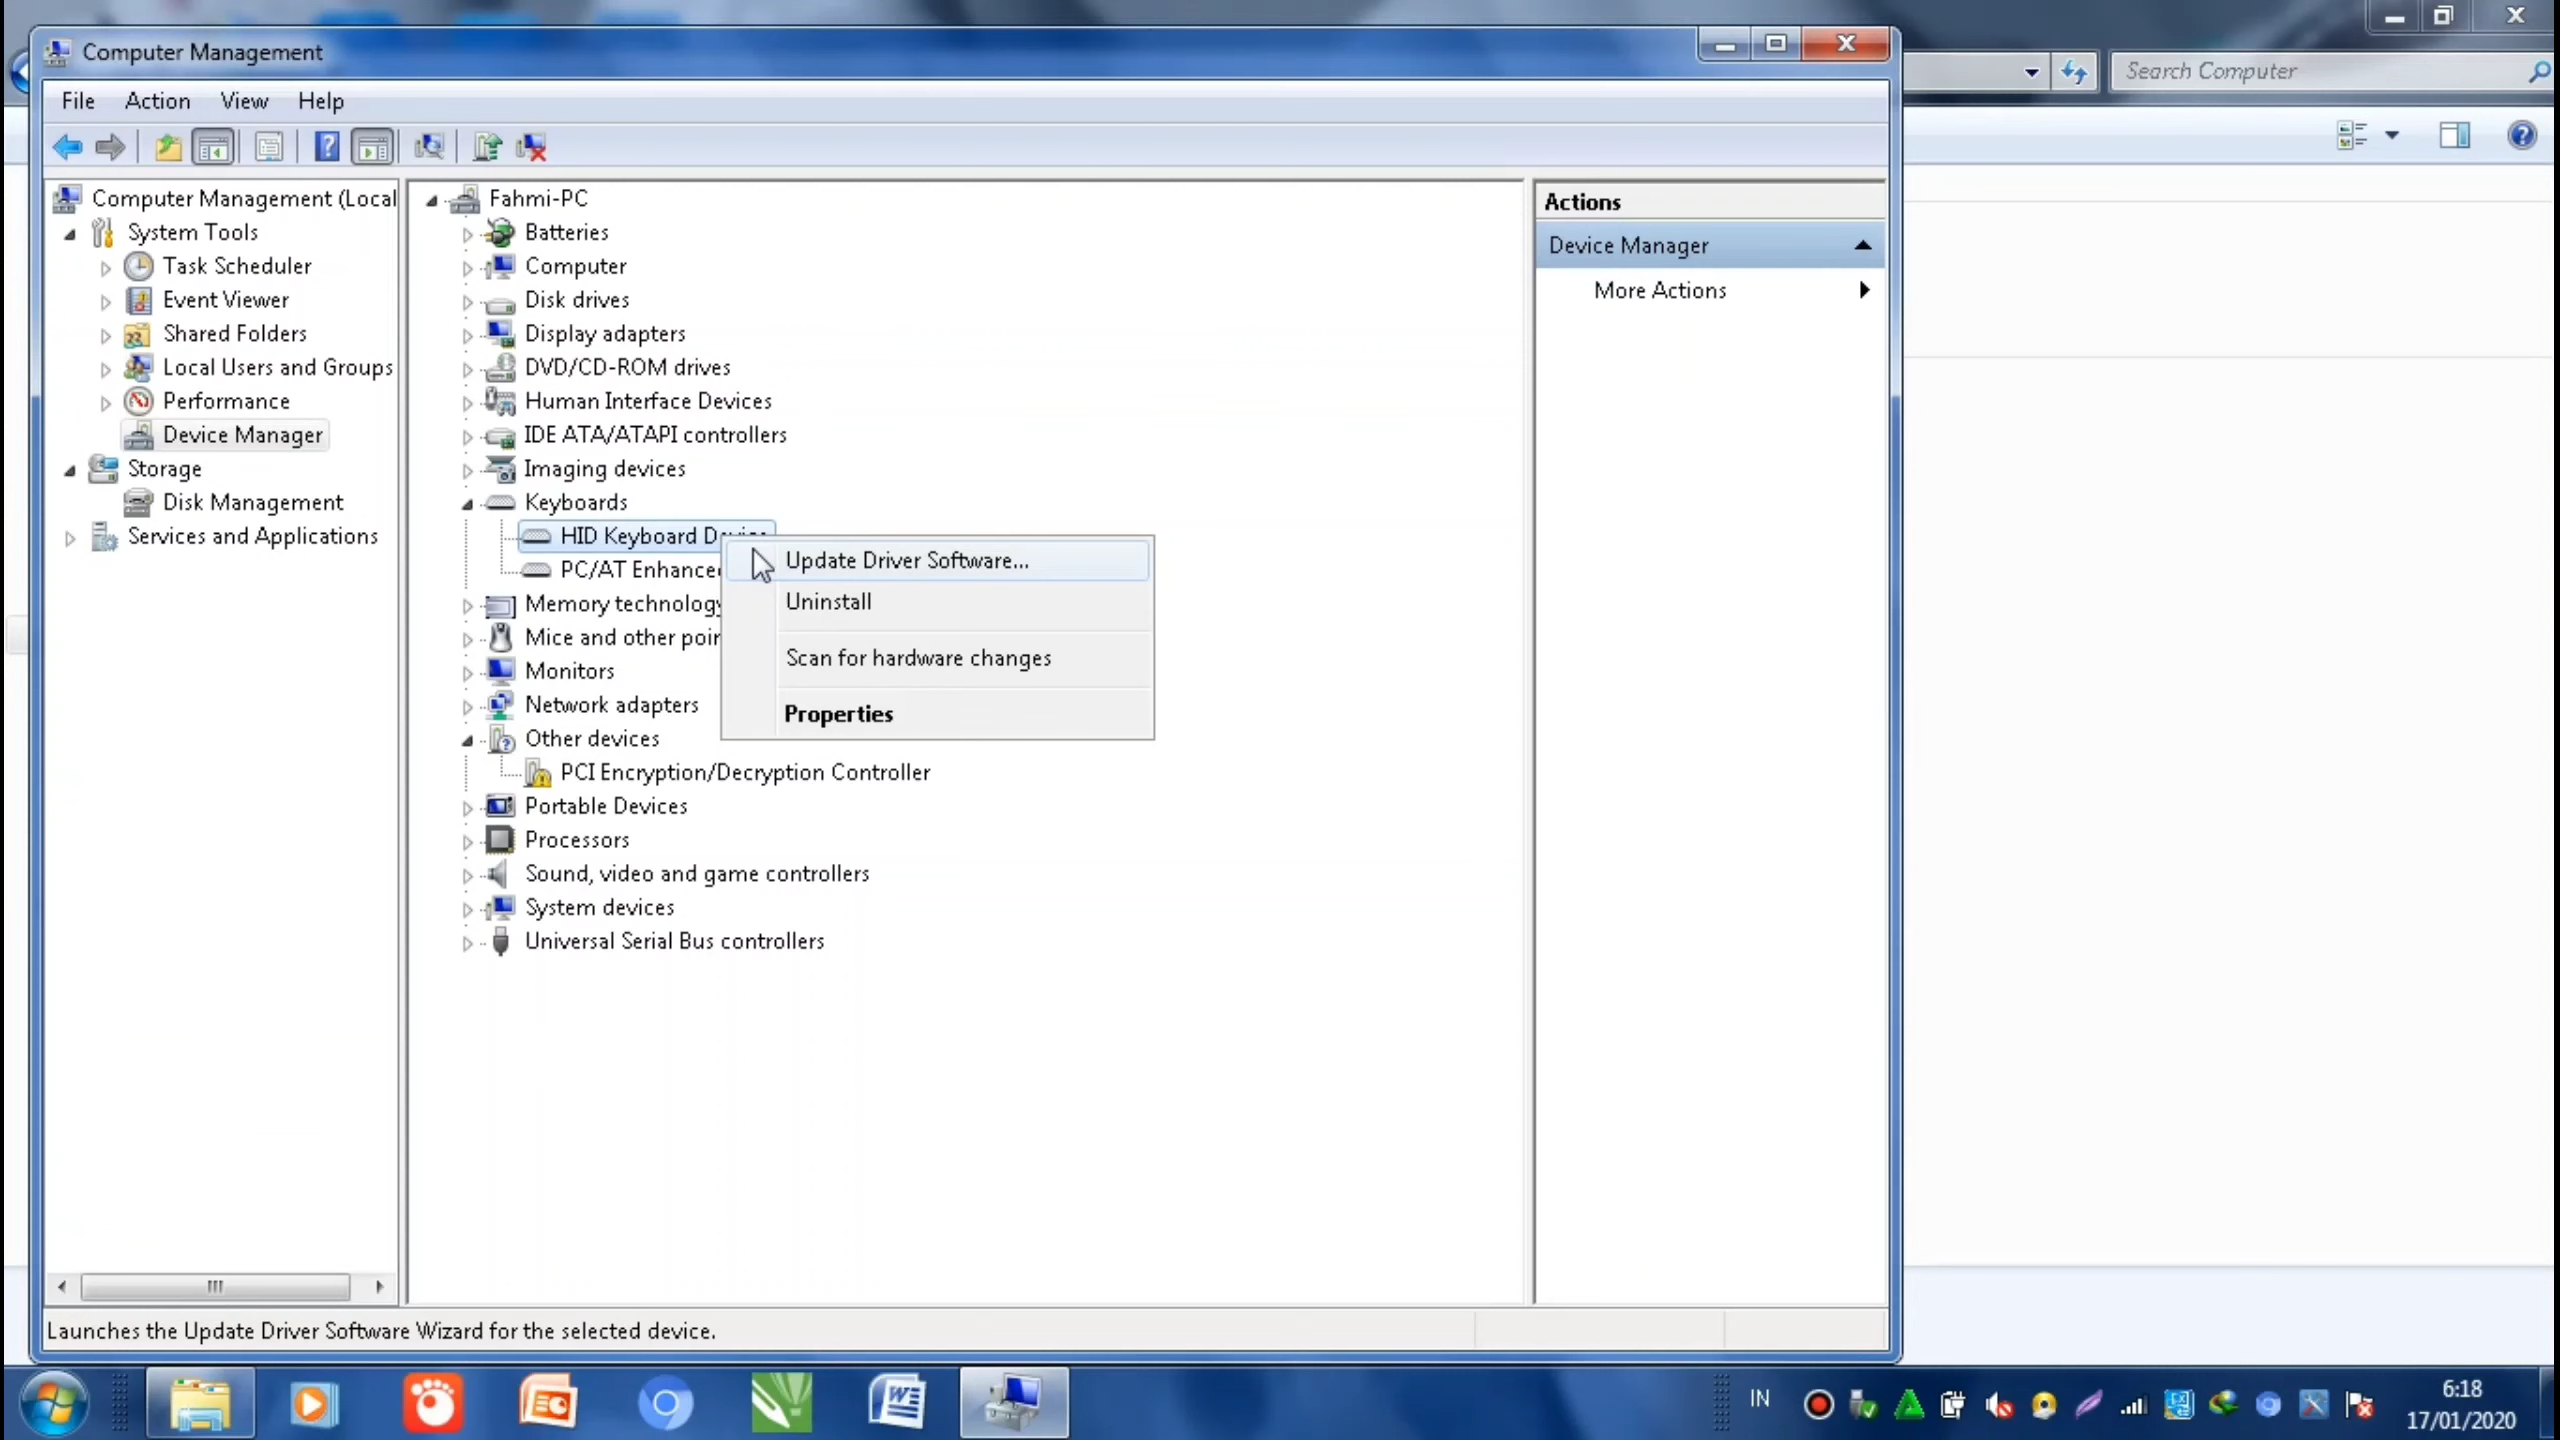 Computer Management
Search Computer
File Action View Help
Computer Management (Local
System Tools
Task Scheduler
Event Viewer
Shared Folders
Local Users and Groups
Performance
Device Manager
Storage
Disk Management
Services and Applications
Fahmi-PC
Batteries
Computer
Disk drives
Display adapters
DVD/CD-ROM drives
Human Interface Devices
IDE ATA/ATAPI controllers
Imaging devices
Keyboards
HID Keyboard Device
PC/AT Enhanced
Memory technology
Mice and other poin
Monitors
Network adapters
Other devices
PCI Encryption/Decryption Controller
Portable Devices
Processors
Sound, video and game controllers
System devices
Universal Serial Bus controllers
Update Driver Software...
Uninstall
Scan for hardware changes
Properties
Actions
Device Manager
More Actions
Launches the Update Driver Software Wizard for the selected device.
IN
6:18
17/01/2020